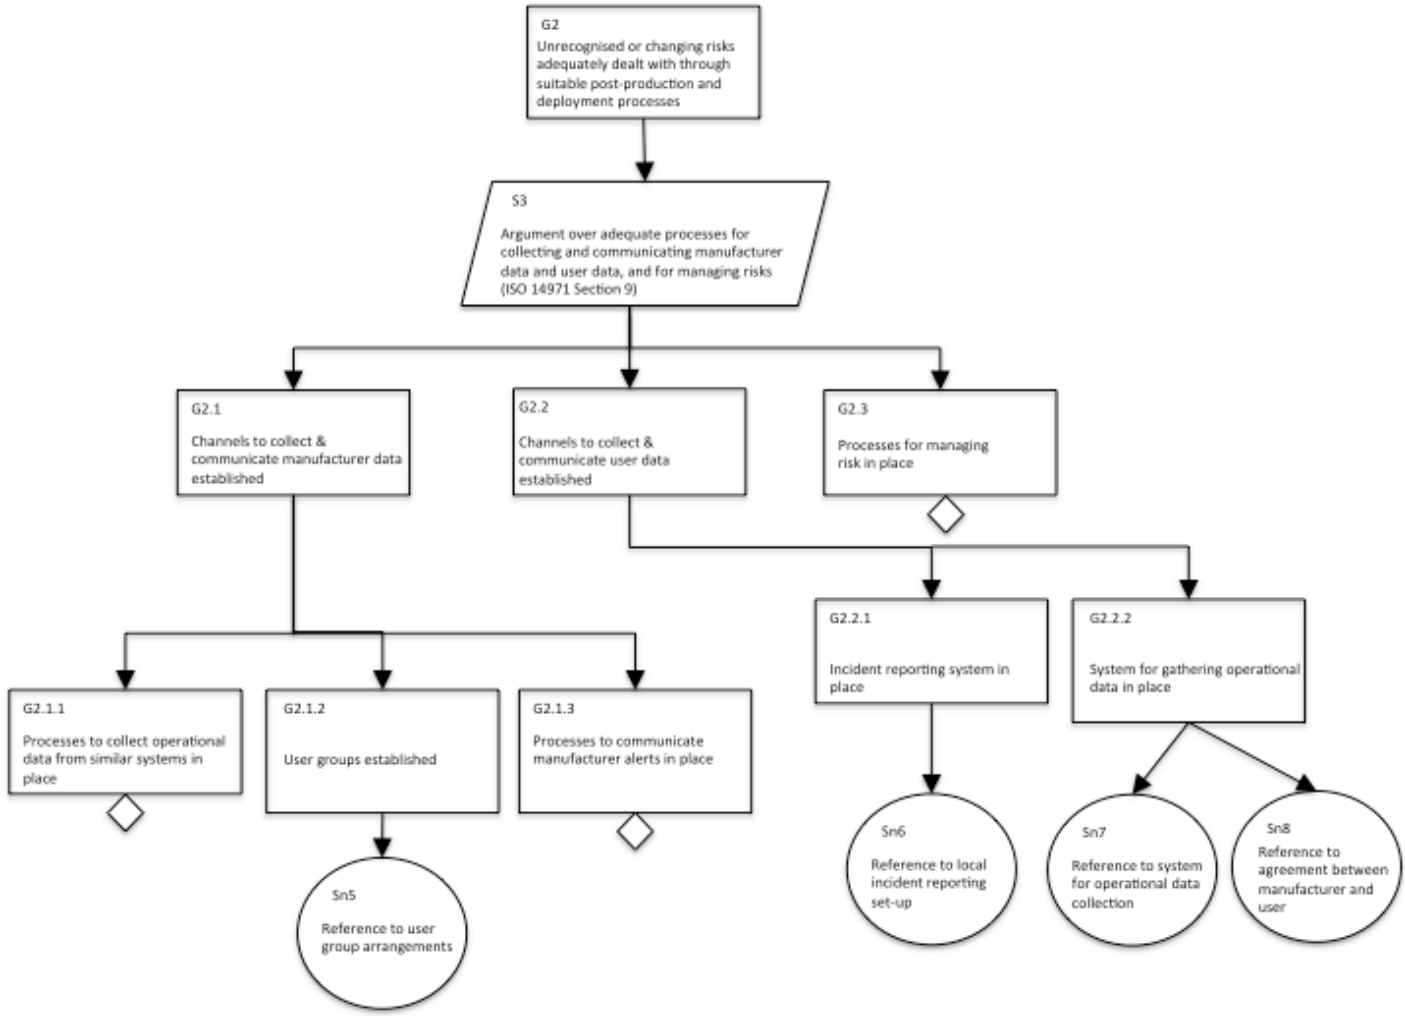 G2
Unrecognised or changing risks
adequately dealt with through
suitable post-production and
deployment processes
S3
Argument over adequate processes for
collecting and communicating manufacturer
data and user data, and for managing risks
(ISO 14971 Section 9)
G2.1
Channels to collect &
communicate manufacturer data
established
G2.2
Channels to collect &
communicate user data
established
G2.3
Processes for managing
risk in place
G2.2.1
Incident reporting system in
place
G2.2.2
System for gathering operational
data in place
G2.1.1
Processes to collect operational
data from similar systems in
place
G2.1.2
User groups established
G2.1.3
Processes to communicate
manufacturer alerts in place
Sn5
Reference to user
group arrangements
Sn6
Reference to local
incident reporting
set-up
Sn7
Reference to system
for operational data
collection
Sn8
Reference to
agreement between
manufacturer and
user